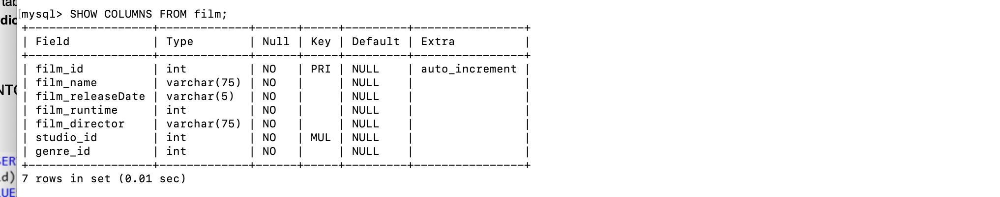 mysql> SHOW COLUMNS FROM film;
+------------------+-------------+------+-----+---------+----------------+
| Field            | Type        | Null | Key | Default | Extra          |
+------------------+-------------+------+-----+---------+----------------+
| film_id          | int         | NO   | PRI | NULL    | auto_increment |
| film_name        | varchar(75) | NO   |     | NULL    |                |
| film_releaseDate | varchar(5)  | NO   |     | NULL    |                |
| film_runtime     | int         | NO   |     | NULL    |                |
| film_director    | varchar(75) | NO   |     | NULL    |                |
| studio_id        | int         | NO   | MUL | NULL    |                |
| genre_id         | int         | NO   |     | NULL    |                |
+------------------+-------------+------+-----+---------+----------------+
7 rows in set (0.01 sec)